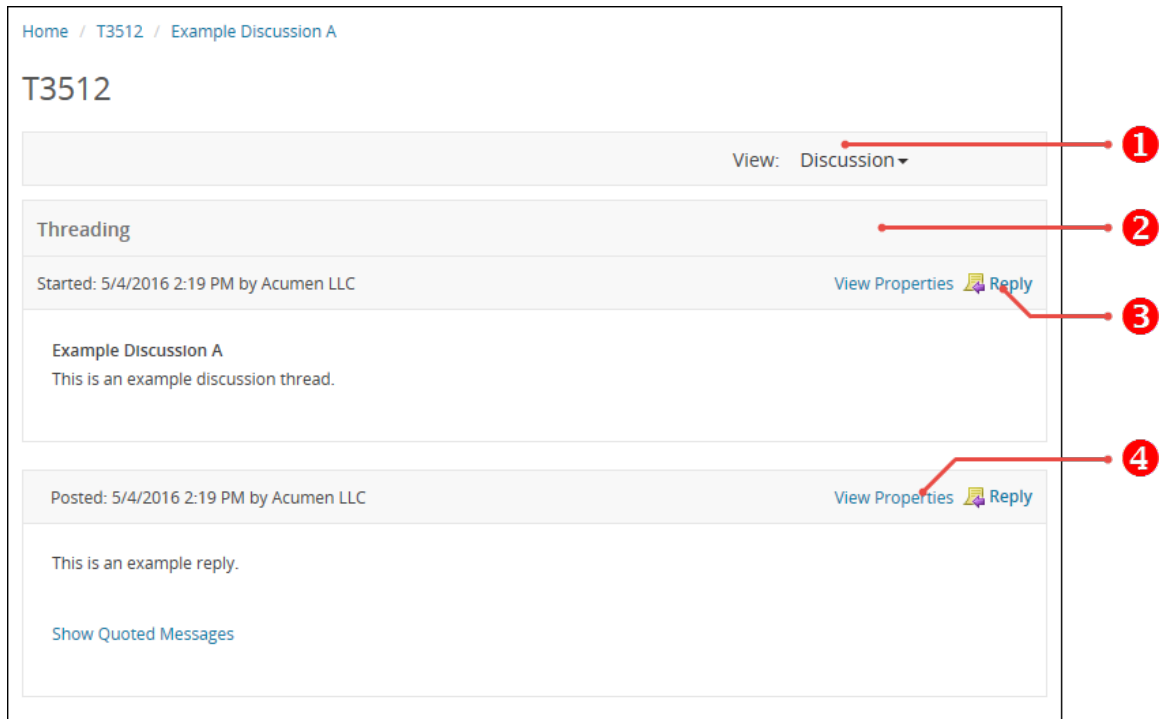 Home / T3512 / Example Discussion A
T3512
View: Discussion
1
Threading
2
Started: 5/4/2016 2:19 PM by Acumen LLC View Properties Reply
3
Example Discussion A
This is an example discussion thread.
4
Posted: 5/4/2016 2:19 PM by Acumen LLC View Properties Reply
This is an example reply.
Show Quoted Messages